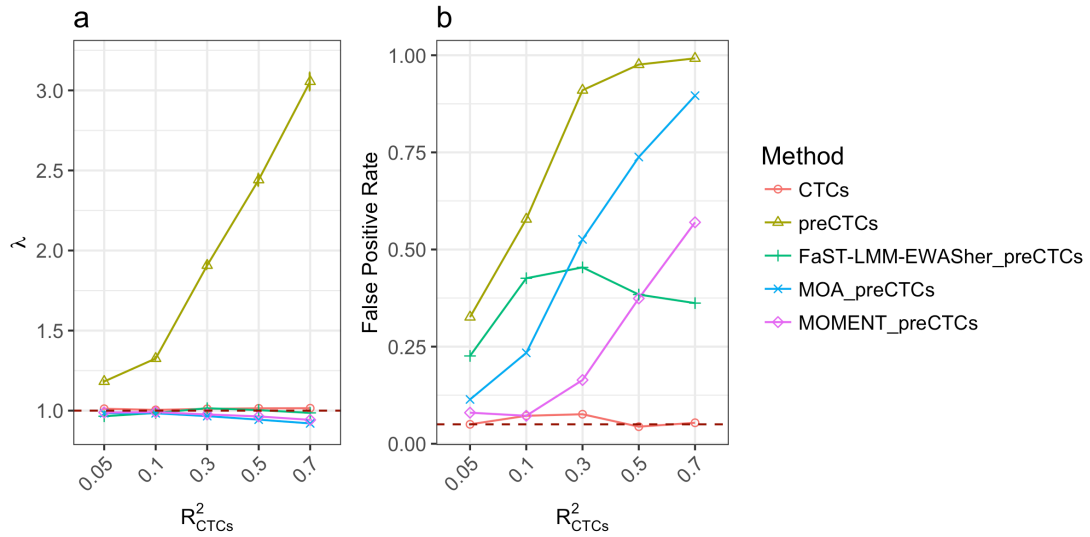 a
λ
3.0
2.5
2.0
1.5
1.0
0.05
0.1
0.3
0.5
0.7
R²CTCs
b
False Positive Rate
1.00
0.75
0.50
0.25
0.00
0.05
0.1
0.3
0.5
0.7
R²CTCs
Method
CTCs
preCTCs
FaST-LMM-EWASher_preCTCs
MOA_preCTCs
MOMENT_preCTCs